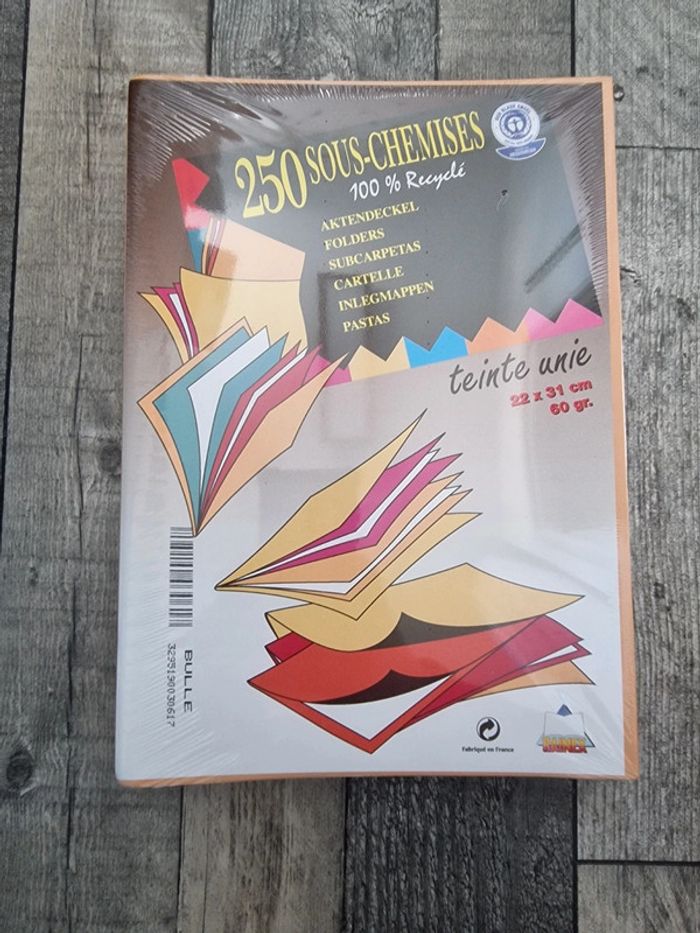 250 SOUS-CHEMISES
100 % Recyclé
AKTENDECKEL
FOLDERS
SUBCARPETAS
CARTELLE
INLEGMAPPEN
PASTAS
teinte unie
22 x 31 cm
60 gr.
BULLE
3295190030617
Fabriqué en France